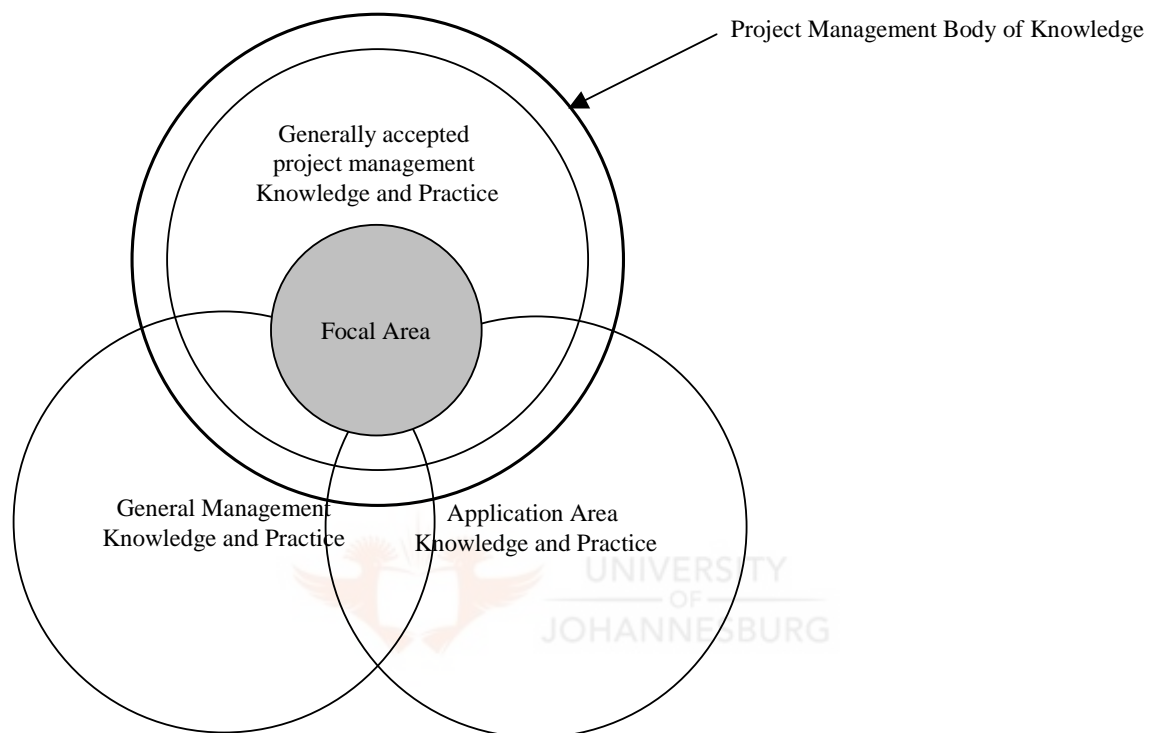 Project Management Body of Knowledge
Generally accepted
project management
Knowledge and Practice
Focal Area
General Management
Knowledge and Practice
Application Area
Knowledge and Practice
UNIVERSITY
OF
JOHANNESBURG